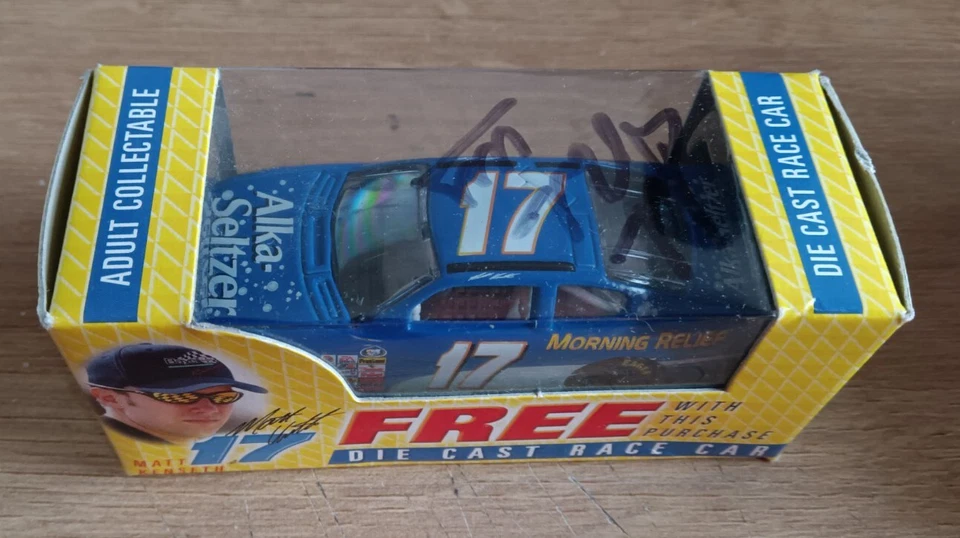 ADULT COLLECTABLE
DIE CAST RACE CAR
Alka-
Seltzer
17
MORNING RELIEF
17
17
MATT
KENSETH
FREE
WITH
THIS
PURCHASE
DIE CAST RACE CAR